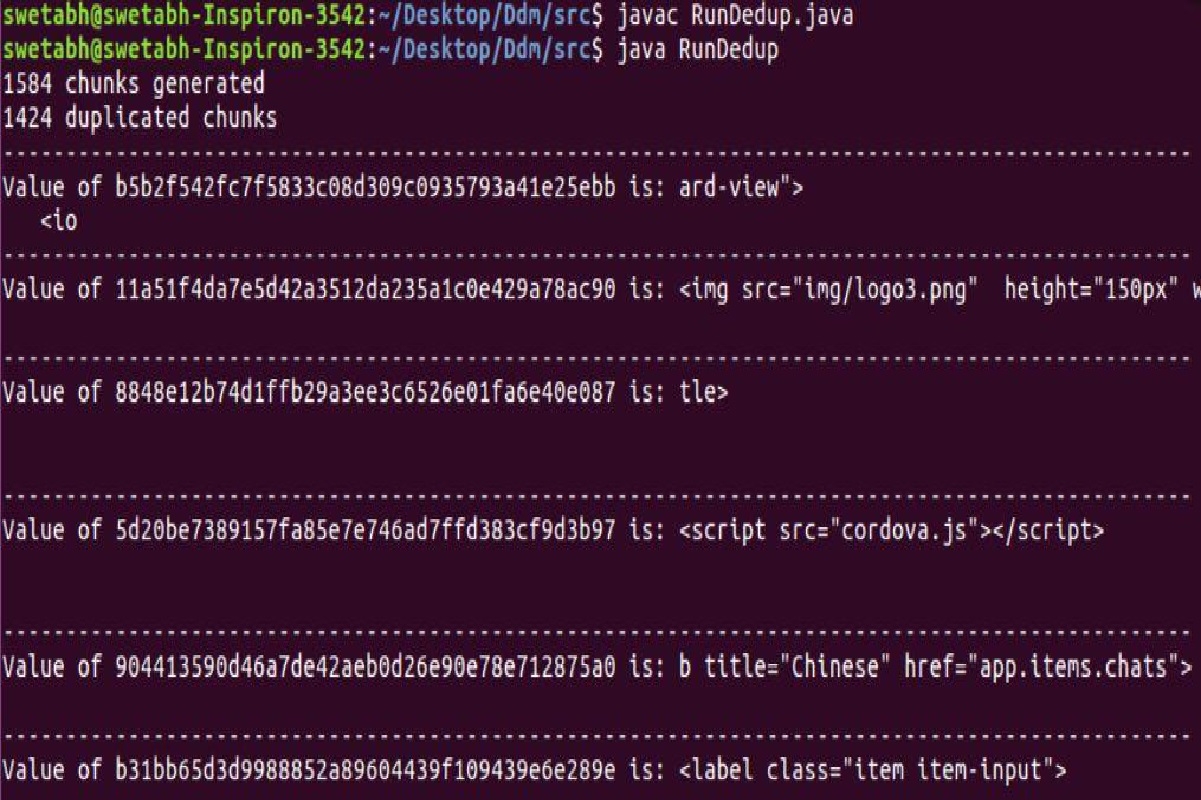 swetabh@swetabh-Inspiron-3542:~/Desktop/Ddm/src$ javac RunDedup.java
swetabh@swetabh-Inspiron-3542:~/Desktop/Ddm/src$ java RunDedup
1584 chunks generated
1424 duplicated chunks
-----------------------------------------------------------------------------------------------
Value of b5b2f542fc7f5833c08d309c0935793a41e25ebb is: ard-view">
   <io
-----------------------------------------------------------------------------------------------
Value of 11a51f4da7e5d42a3512da235a1c0e429a78ac90 is: <img src="img/logo3.png"  height="150px" w
-----------------------------------------------------------------------------------------------
Value of 8848e12b74d1ffb29a3ee3c6526e01fa6e40e087 is: tle>
-----------------------------------------------------------------------------------------------
Value of 5d20be7389157fa85e7e746ad7ffd383cf9d3b97 is: <script src="cordova.js"></script>
-----------------------------------------------------------------------------------------------
Value of 904413590d46a7de42aeb0d26e90e78e712875a0 is: b title="Chinese" href="app.items.chats">
-----------------------------------------------------------------------------------------------
Value of b31bb65d3d9988852a89604439f109439e6e289e is: <label class="item item-input">